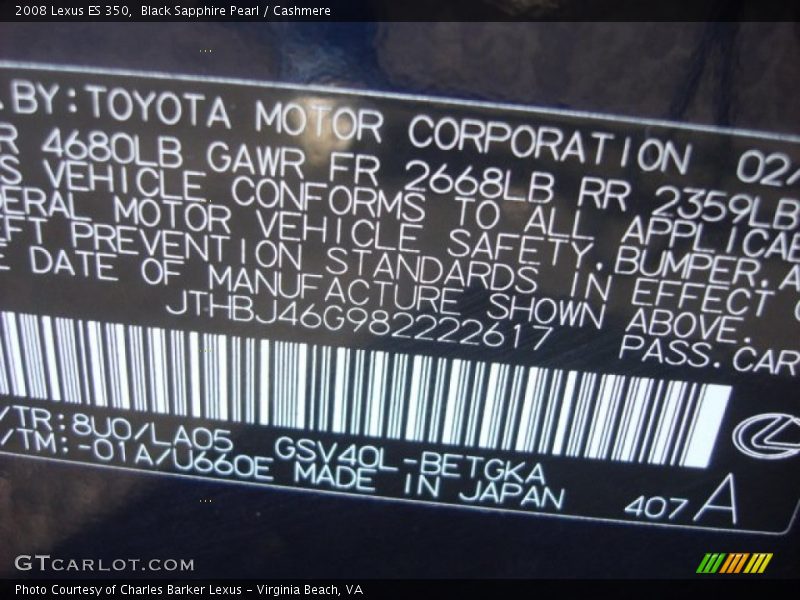 2008 Lexus ES 350,  Black Sapphire Pearl / Cashmere
.BY:TOYOTA MOTOR CORPORATION 02/
R 4680LB GAWR FR 2668LB RR 2359LB
S VEHICLE CONFORMS TO ALL APPLICAB
ERAL MOTOR VEHICLE SAFETY,BUMPER,A
EFT PREVENTION STANDARDS IN EFFECT O
E DATE OF MANUFACTURE SHOWN ABOVE.
JTHBJ46G982222617 PASS.CAR
/TR:8U0/LA05 GSV40L-BETGKA
/TM:-01A/U660E MADE IN JAPAN 407 A
GTCARLOT.COM
Photo Courtesy of Charles Barker Lexus - Virginia Beach, VA